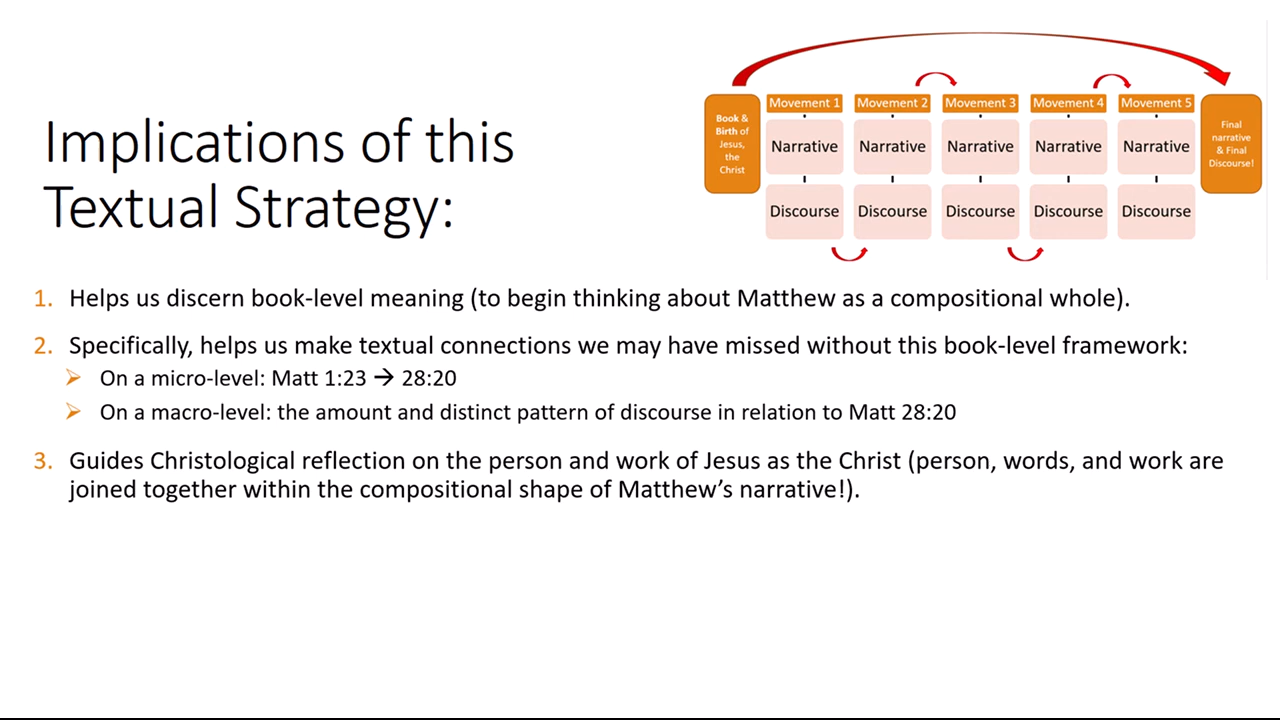 Implications of this
Textual Strategy:
Book &
Birth of
Jesus,
the
Christ
Movement 1
Narrative
Discourse
Movement 2
Narrative
Discourse
Movement 3
Narrative
Discourse
Movement 4
Narrative
Discourse
Movement 5
Narrative
Discourse
Final
narrative
& Final
Discourse!
1. Helps us discern book-level meaning (to begin thinking about Matthew as a compositional whole).
2. Specifically, helps us make textual connections we may have missed without this book-level framework:
➢ On a micro-level: Matt 1:23 → 28:20
➢ On a macro-level: the amount and distinct pattern of discourse in relation to Matt 28:20
3. Guides Christological reflection on the person and work of Jesus as the Christ (person, words, and work are
joined together within the compositional shape of Matthew’s narrative!).